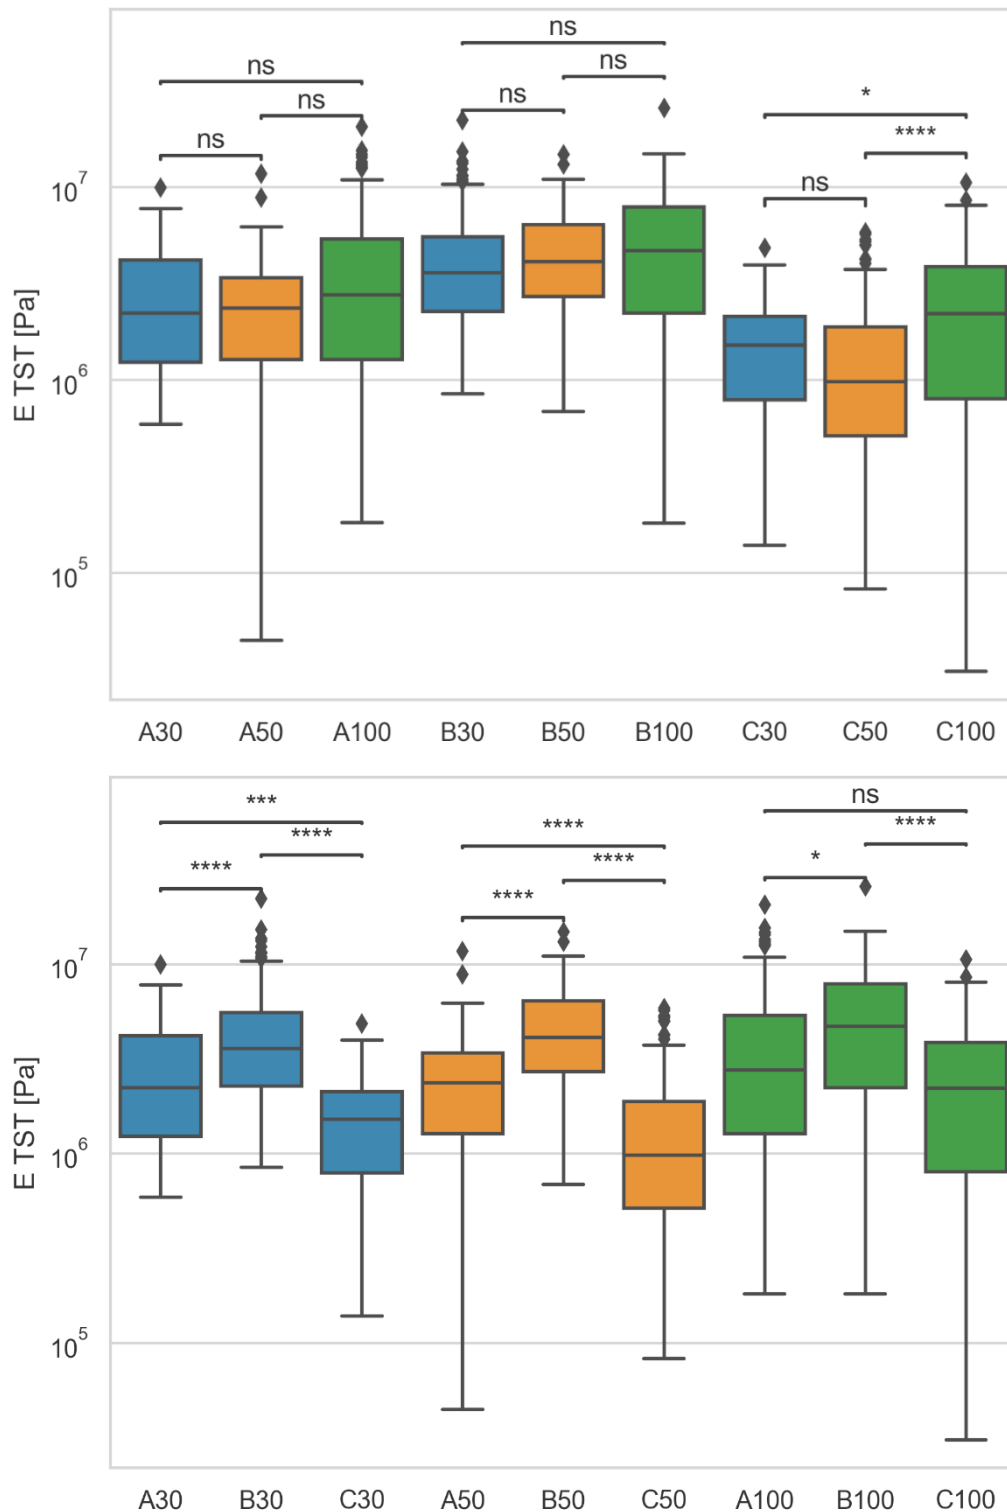 ns
ns
ns
ns
ns
ns
*
****
ns
10^7
10^6
10^5
E TST [Pa]
A30 A50 A100 B30 B50 B100 C30 C50 C100
***
****
****
****
****
****
ns
****
*
10^7
10^6
10^5
E TST [Pa]
A30 B30 C30 A50 B50 C50 A100 B100 C100